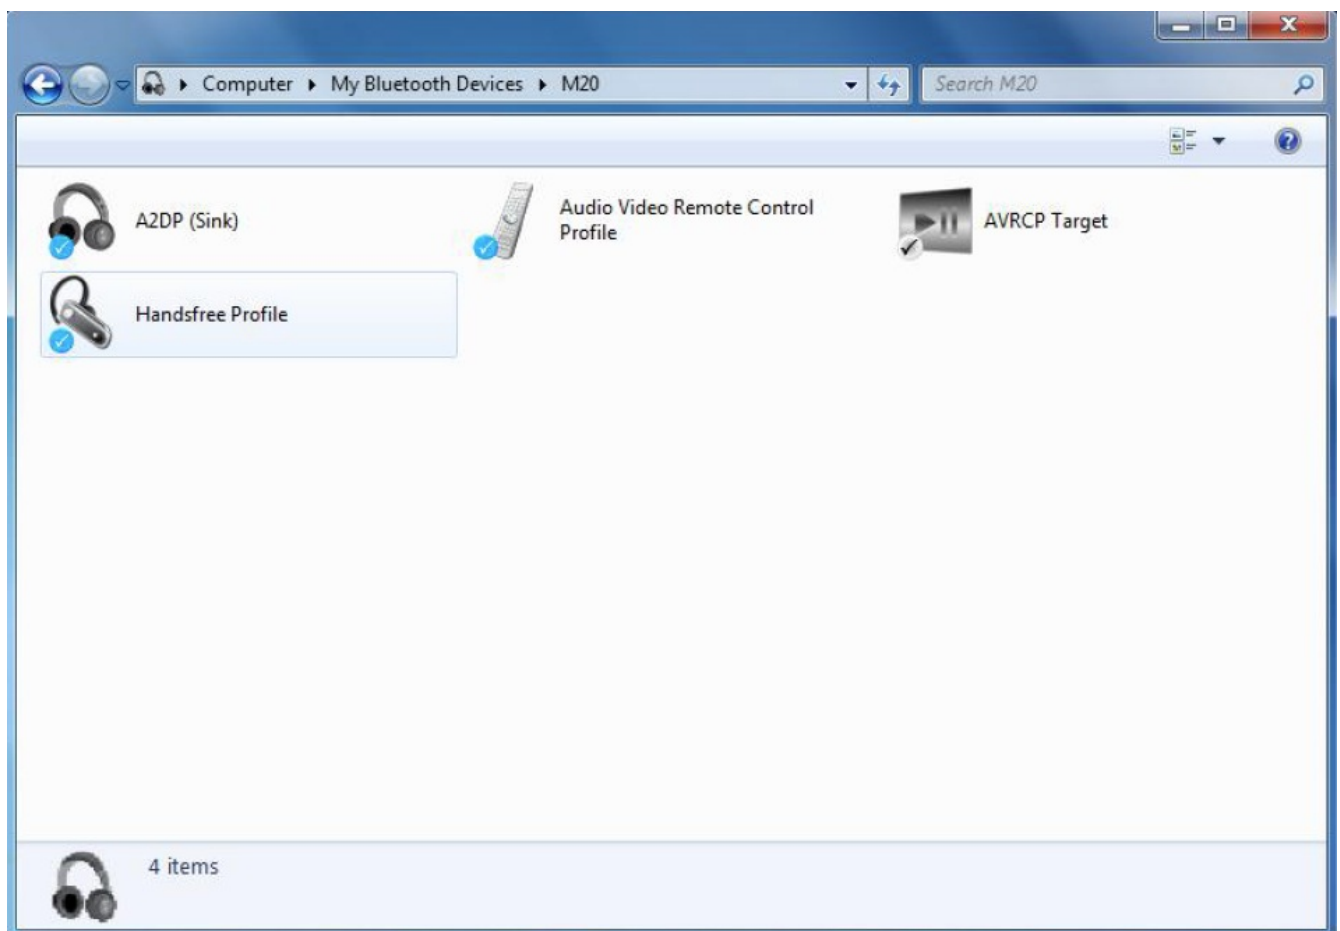 Computer ▸ My Bluetooth Devices ▸ M20
Search M20
A2DP (Sink)
Audio Video Remote Control
Profile
AVRCP Target
Handsfree Profile
4 items